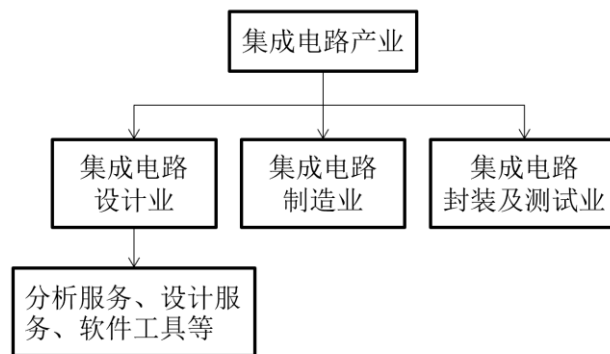 集成电路产业
集成电路
设计业
集成电路
制造业
集成电路
封装及测试业
分析服务、设计服
务、软件工具等